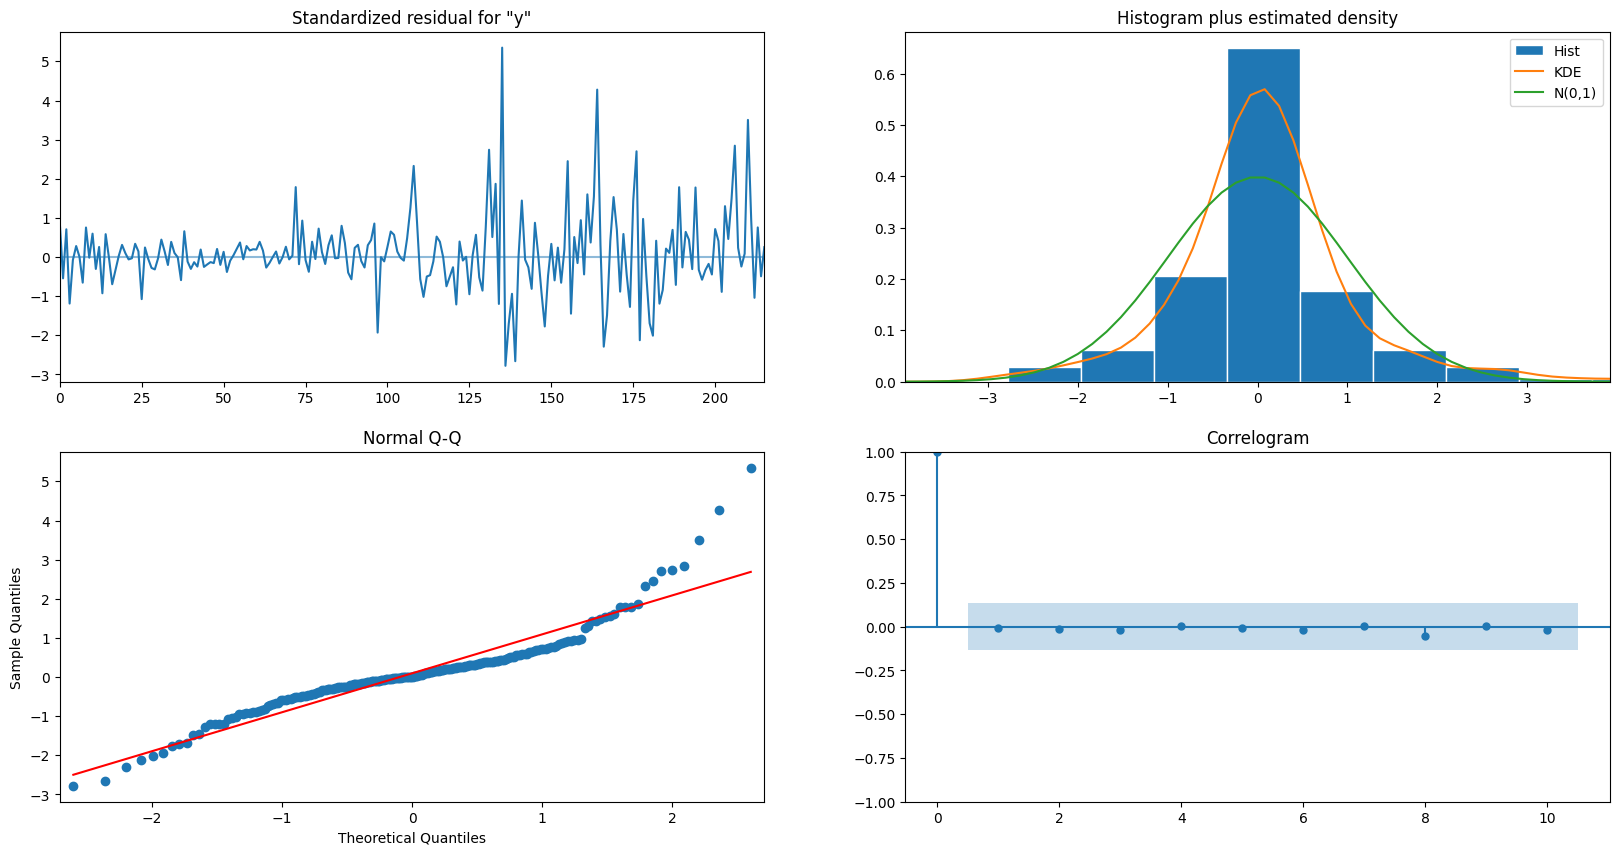 Standardized residual for "y"
5
4
3
2
1
0
−1
−2
−3
0 25 50 75 100 125 150 175 200
Histogram plus estimated density
Hist
KDE
N(0,1)
0.6
0.5
0.4
0.3
0.2
0.1
0.0
−3 −2 −1 0 1 2 3
Normal Q-Q
Sample Quantiles
5
4
3
2
1
0
−1
−2
−3
−2 −1 0 1 2
Theoretical Quantiles
Correlogram
1.00
0.75
0.50
0.25
0.00
−0.25
−0.50
−0.75
−1.00
0 2 4 6 8 10